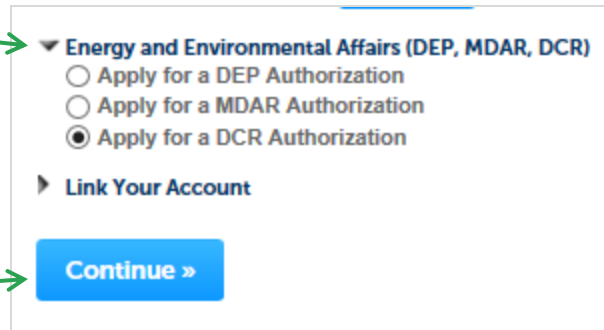 Energy and Environmental Affairs (DEP, MDAR, DCR)
Apply for a DEP Authorization
Apply for a MDAR Authorization
Apply for a DCR Authorization
Link Your Account
Continue »